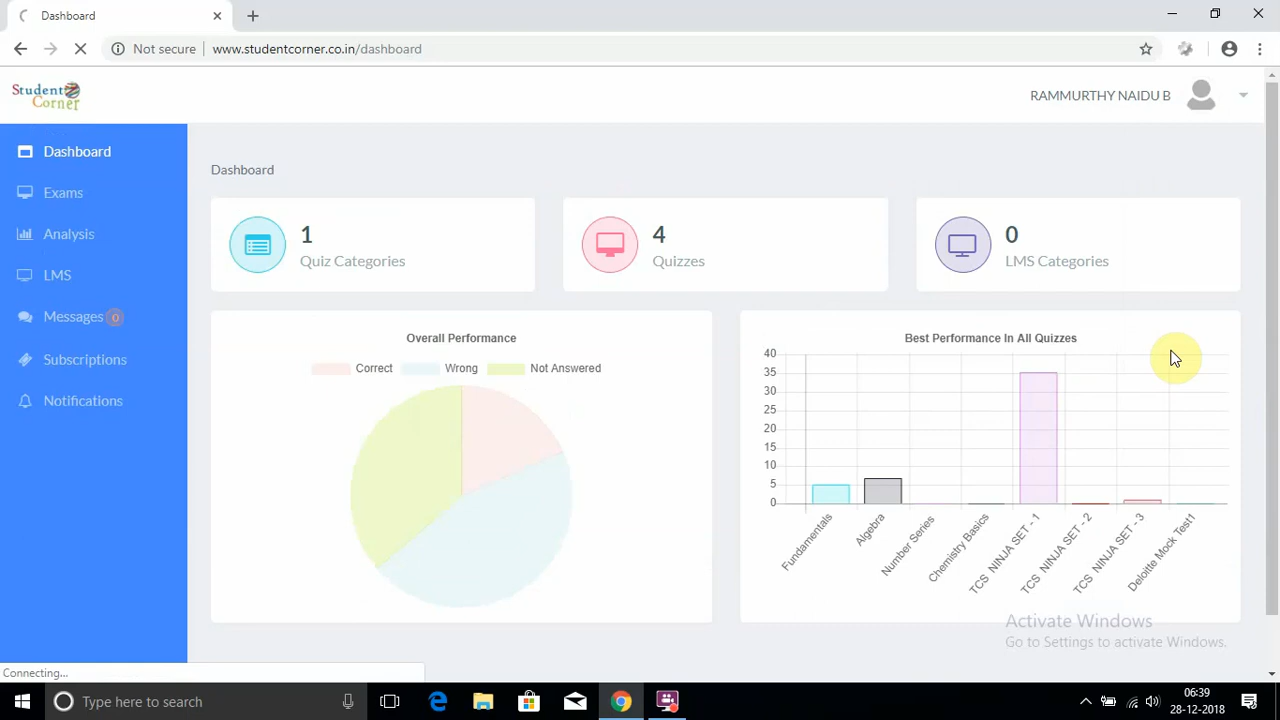 Dashboard
Not secure
www.studentcorner.co.in/dashboard
Student
Corner
RAMMURTHY NAIDU B
Dashboard
Exams
Analysis
LMS
Messages 0
Subscriptions
Notifications
Dashboard
1
Quiz Categories
4
Quizzes
0
LMS Categories
Overall Performance
Correct
Wrong
Not Answered
Best Performance In All Quizzes
40
35
30
25
20
15
10
5
0
Fundamentals
Algebra
Number Series
Chemistry Basics
TCS NINJA SET - 1
TCS NINJA SET - 2
TCS NINJA SET - 3
Deloitte Mock Test1
Activate Windows
Go to Settings to activate Windows.
Connecting...
Type here to search
06:39
28-12-2018